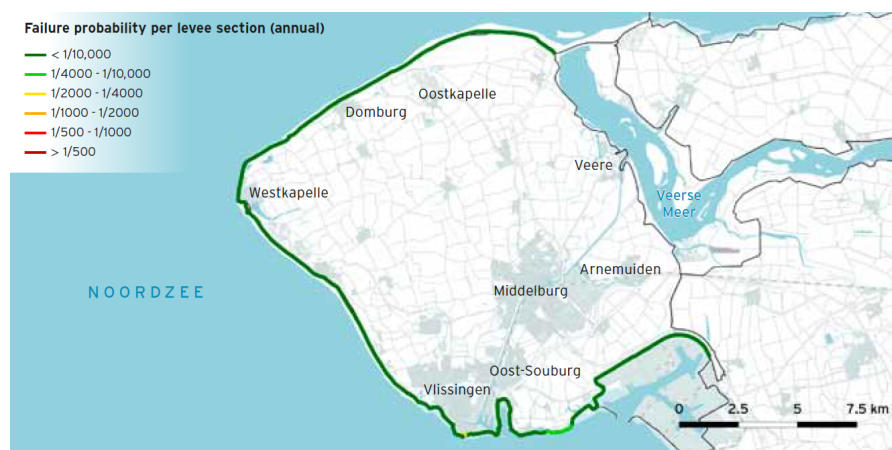 Failure probability per levee section (annual)
< 1/10,000
1/4000 - 1/10,000
1/2000 - 1/4000
1/1000 - 1/2000
1/500 - 1/1000
> 1/500
Oostkapelle
Domburg
Veere
Westkapelle
Veerse
Meer
Arnemuiden
NOORDZEE
Middelburg
Oost-Souburg
Vlissingen
0 2.5 5 7.5 km